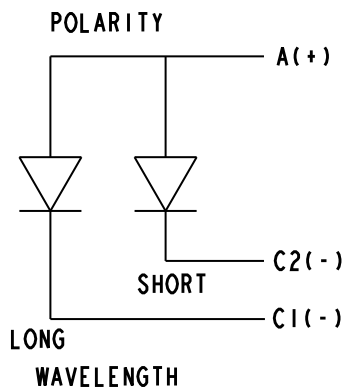 POLARITY
A(+)
C2(-)
SHORT
C1(-)
LONG
WAVELENGTH